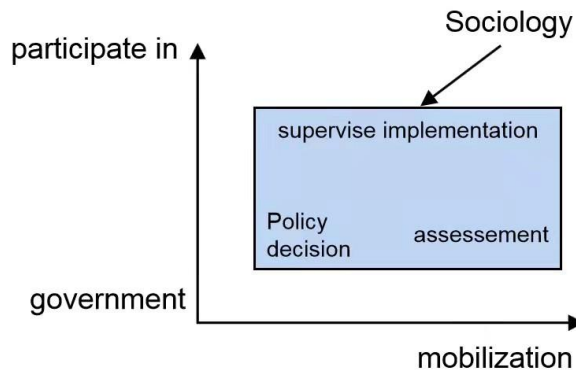 Sociology
participate in
supervise implementation
Policy
decision
assessement
government
mobilization